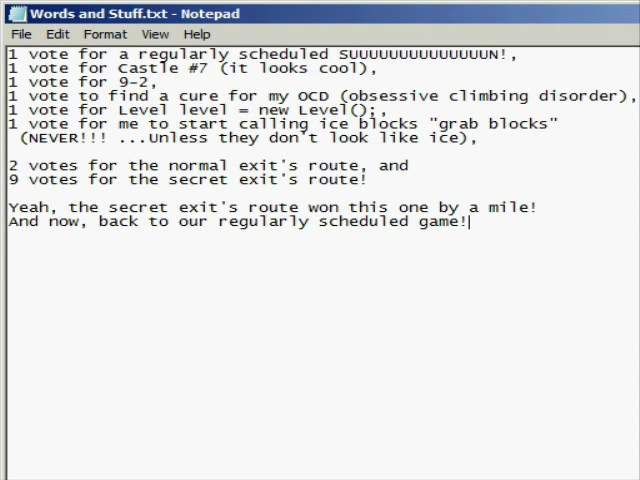 Words and Stuff.txt - Notepad
File Edit Format View Help
1 vote for a regularly scheduled SUUUUUUUUUUUUUUN!,
1 vote for Castle #7 (it looks cool),
1 vote for 9-2,
1 vote to find a cure for my OCD (obsessive climbing disorder),
1 vote for Level level = new Level();,
1 vote for me to start calling ice blocks "grab blocks"
(NEVER!!! ...Unless they don't look like ice),
2 votes for the normal exit's route, and
9 votes for the secret exit's route!
Yeah, the secret exit's route won this one by a mile!
And now, back to our regularly scheduled game!